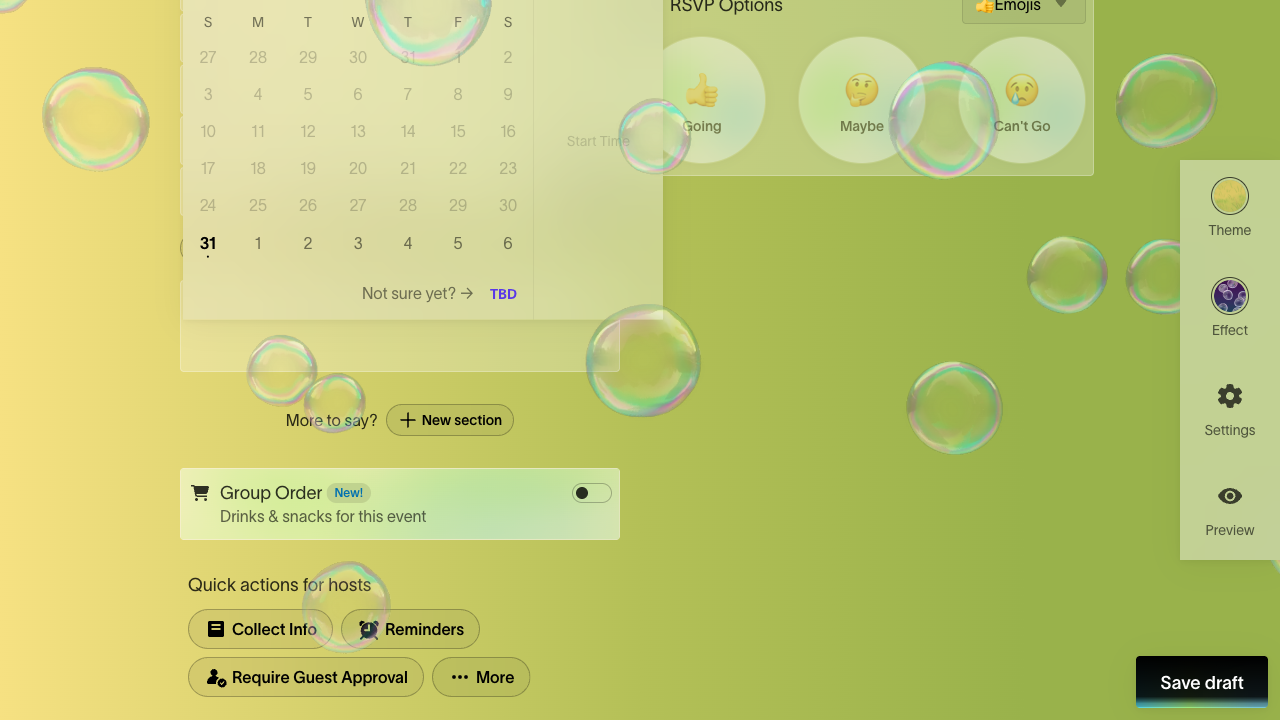 RSVP Options
👍Emojis
S M T W T F S
27 28 29 30 31 1 2
3 4 5 6 7 8 9
10 11 12 13 14 15 16
17 18 19 20 21 22 23
24 25 26 27 28 29 30
31 1 2 3 4 5 6
Start Time
Not sure yet? → TBD
Going
Maybe
Can't Go
More to say?
New section
Group Order New!
Drinks & snacks for this event
Quick actions for hosts
Collect Info
Reminders
Require Guest Approval
More
Theme
Effect
Settings
Preview
Save draft